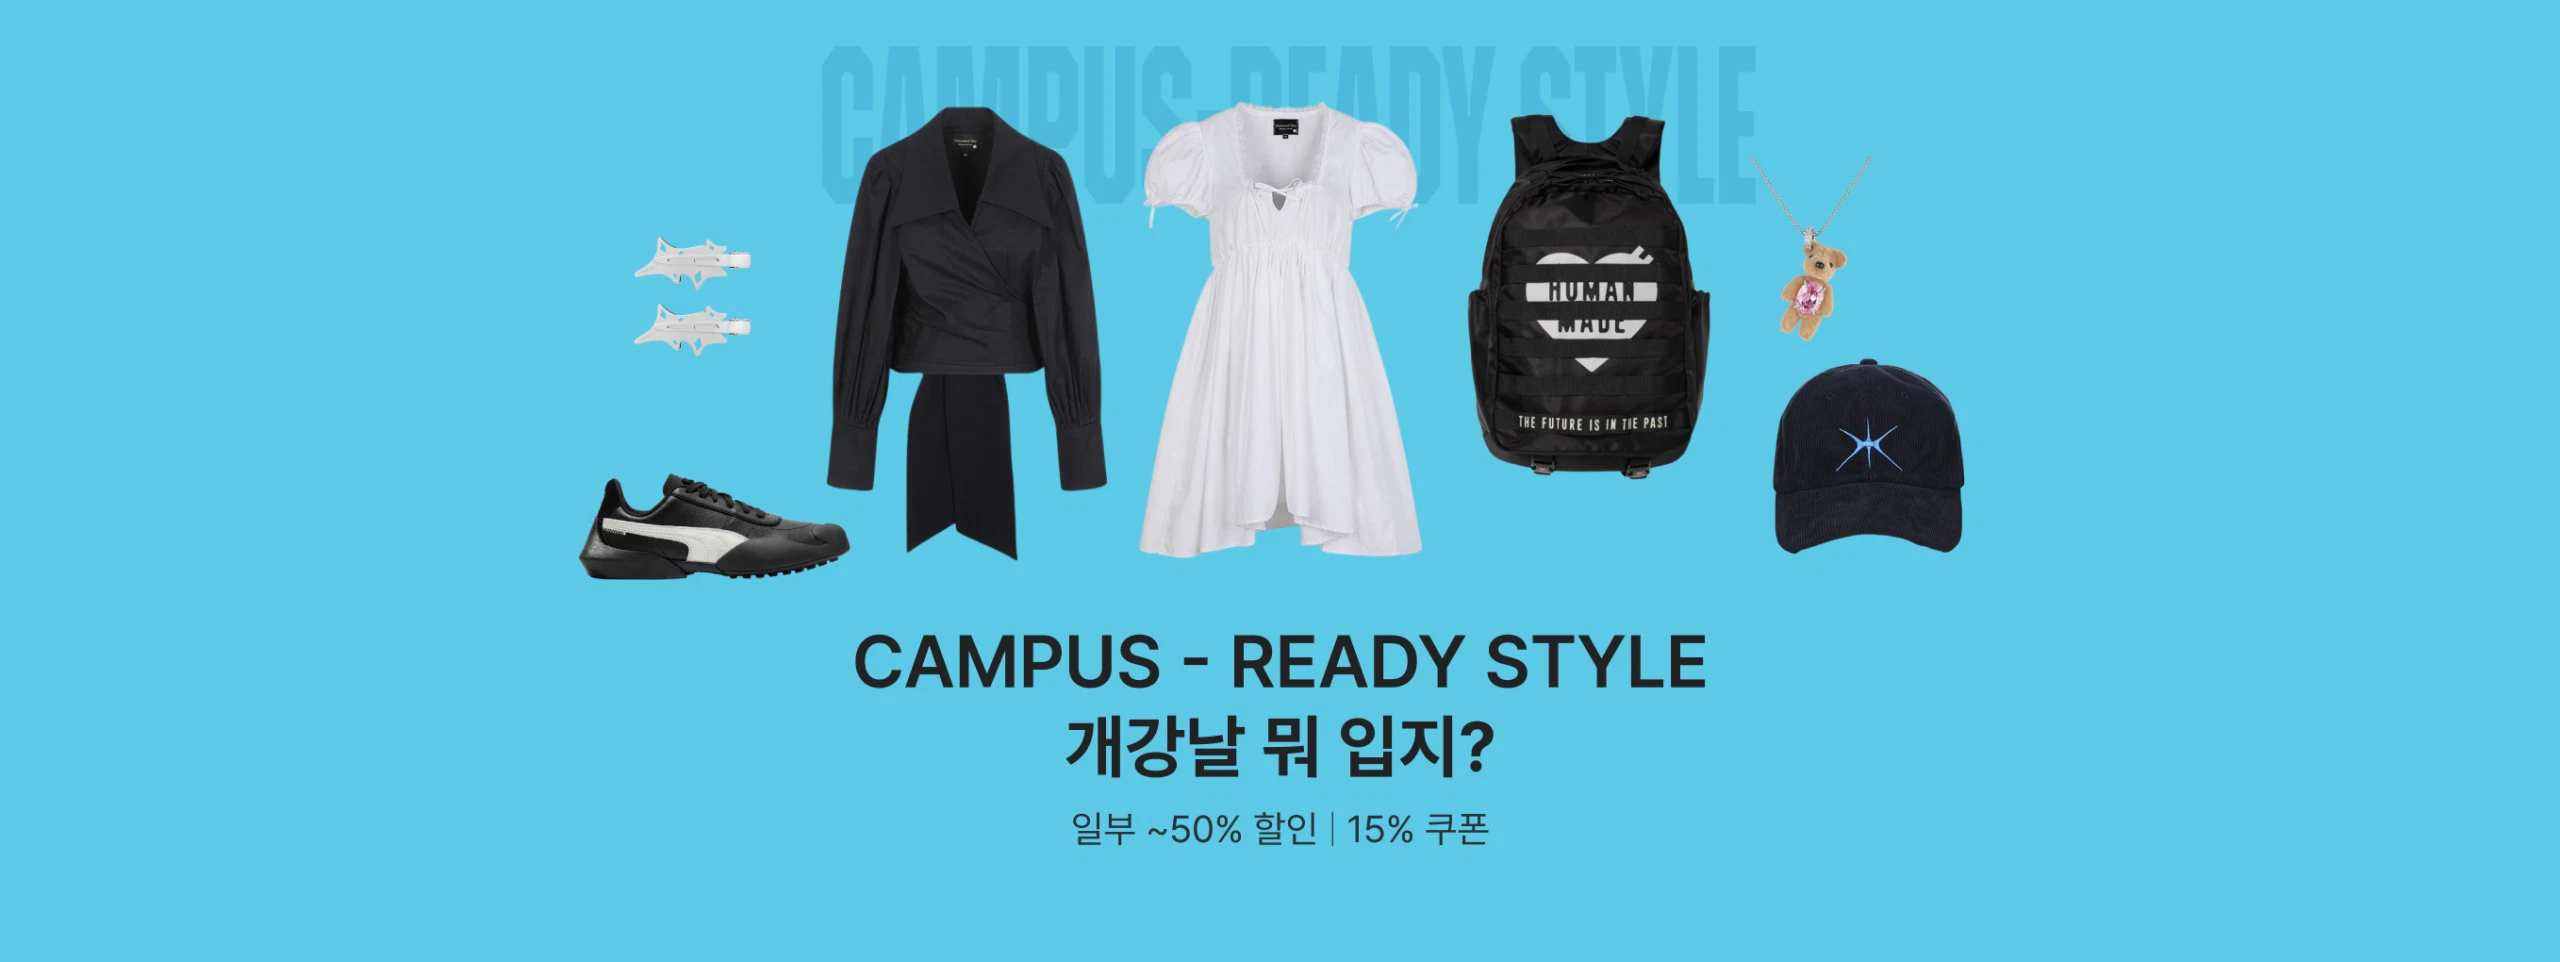 CAMPUS-READY STYLE
HUMAN
MADE
THE FUTURE IS IN THE PAST
CAMPUS - READY STYLE
개강날 뭐 입지?
일부 ~50% 할인 | 15% 쿠폰